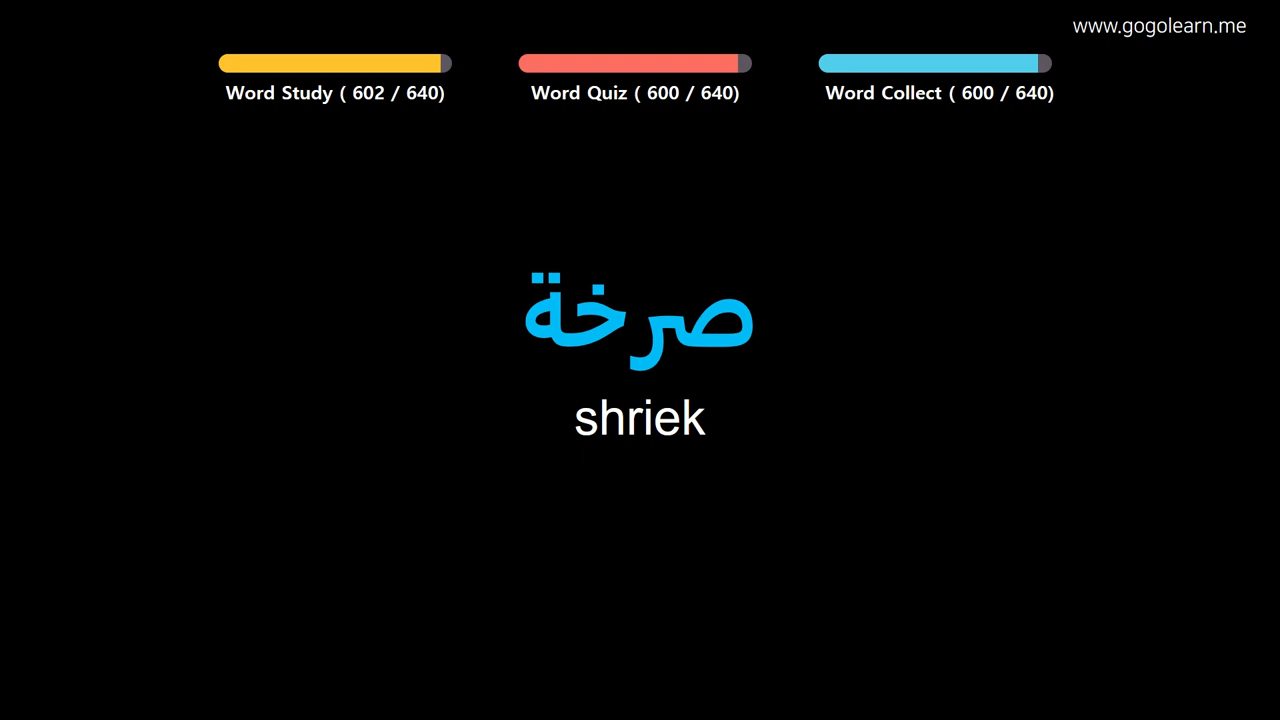 www.gogolearn.me
Word Study ( 602 / 640)
Word Quiz ( 600 / 640)
Word Collect ( 600 / 640)
صرخة
shriek